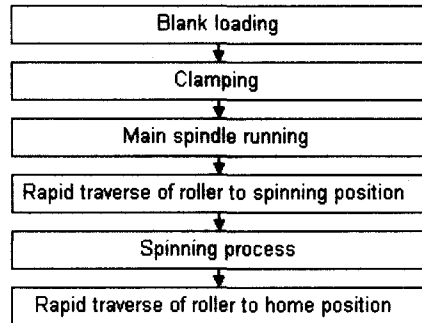 Blank loading
Clamping
Main spindle running
Rapid traverse of roller to spinning position
Spinning process
Rapid traverse of roller to home position